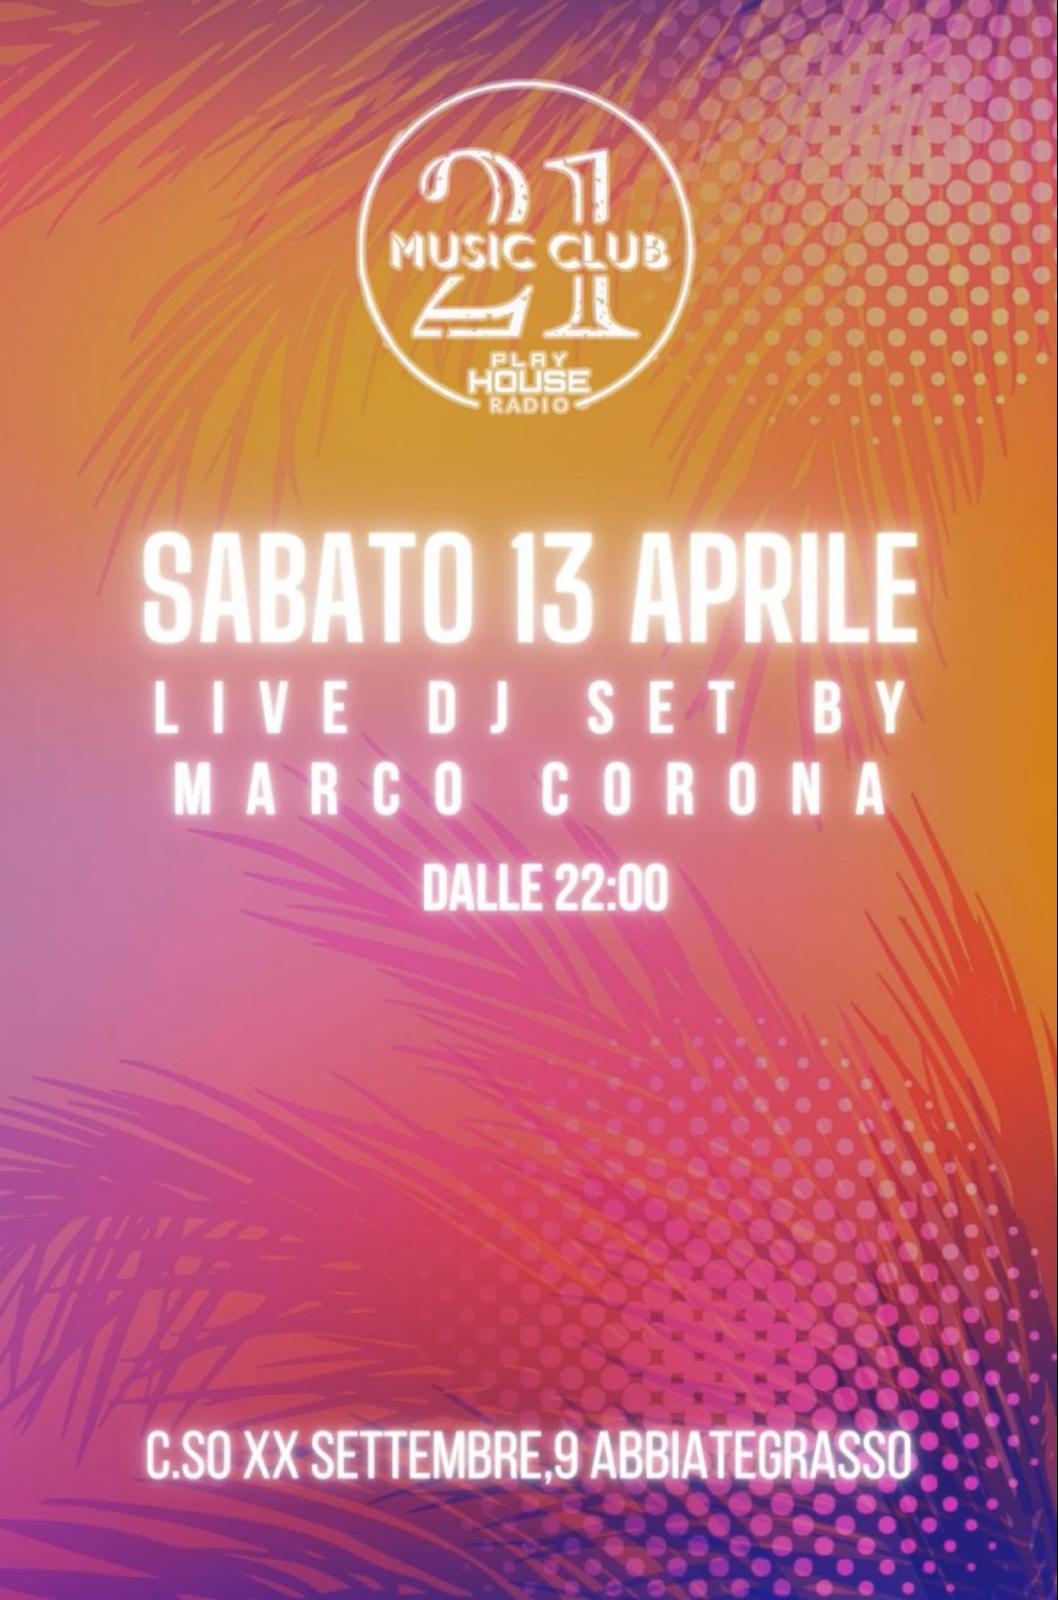 21
MUSIC CLUB
PLAY
HOUSE
RADIO
SABATO 13 APRILE
LIVE DJ SET BY
MARCO CORONA
DALLE 22:00
C.SO XX SETTEMBRE,9 ABBIATEGRASSO